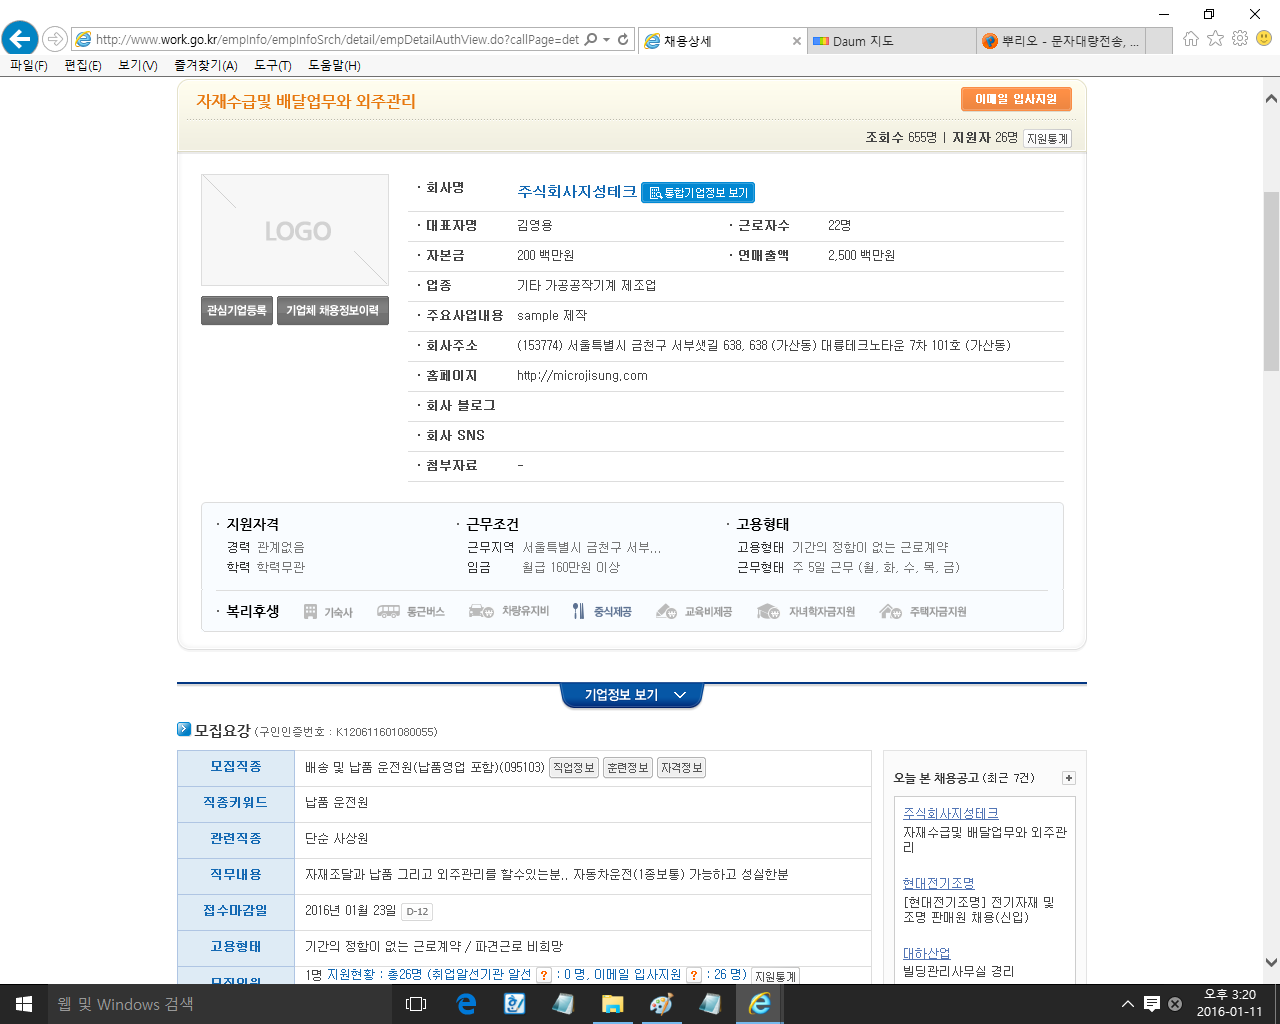 http://www.work.go.kr/empInfo/empInfoSrch/detail/empDetailAuthView.do?callPage=det
채용상세
Daum 지도
뿌리오 - 문자대량전송, ...
파일(F) 편집(E) 보기(V) 즐겨찾기(A) 도구(T) 도움말(H)
자재수급및 배달업무와 외주관리
이메일 입사지원
조회수 655명 | 지원자 26명 지원통계
LOGO
관심기업등록 기업체 채용정보이력
· 회사명 주식회사지성테크 통합기업정보 보기
· 대표자명 김영용 · 근로자수 22명
· 자본금 200 백만원 · 연매출액 2,500 백만원
· 업종 기타 가공공작기계 제조업
· 주요사업내용 sample 제작
· 회사주소 (153774) 서울특별시 금천구 서부샛길 638, 638 (가산동) 대륭테크노타운 7차 101호 (가산동)
· 홈페이지 http://microjisung.com
· 회사 블로그
· 회사 SNS
· 첨부자료 -
· 지원자격 · 근무조건 · 고용형태
경력 관계없음 근무지역 서울특별시 금천구 서부... 고용형태 기간의 정함이 없는 근로계약
학력 학력무관 임금 월급 160만원 이상 근무형태 주 5일 근무 (월, 화, 수, 목, 금)
· 복리후생 기숙사 통근버스 차량유지비 중식제공 교육비제공 자녀학자금지원 주택자금지원
기업정보 보기
모집요강 (구인인증번호 : K120611601080055)
모집직종 배송 및 납품 운전원(납품영업 포함)(095103) 직업정보 훈련정보 자격정보
직종키워드 납품 운전원
관련직종 단순 사상원
직무내용 자재조달과 납품 그리고 외주관리를 할수있는분.. 자동차운전(1종보통) 가능하고 성실한분
접수마감일 2016년 01월 23일 D-12
고용형태 기간의 정함이 없는 근로계약 / 파견근로 비희망
모집인원 1명 지원현황 : 총26명 (취업알선기관 알선 ? : 0 명, 이메일 입사지원 ? : 26 명) 지원통계
오늘 본 채용공고 (최근 7건) +
주식회사지성테크
자재수급및 배달업무와 외주관
리
현대전기조명
[현대전기조명] 전기자재 및
조명 판매원 채용(신입)
대하산업
빌딩관리사무실 경리
웹 및 Windows 검색
오후 3:20
2016-01-11